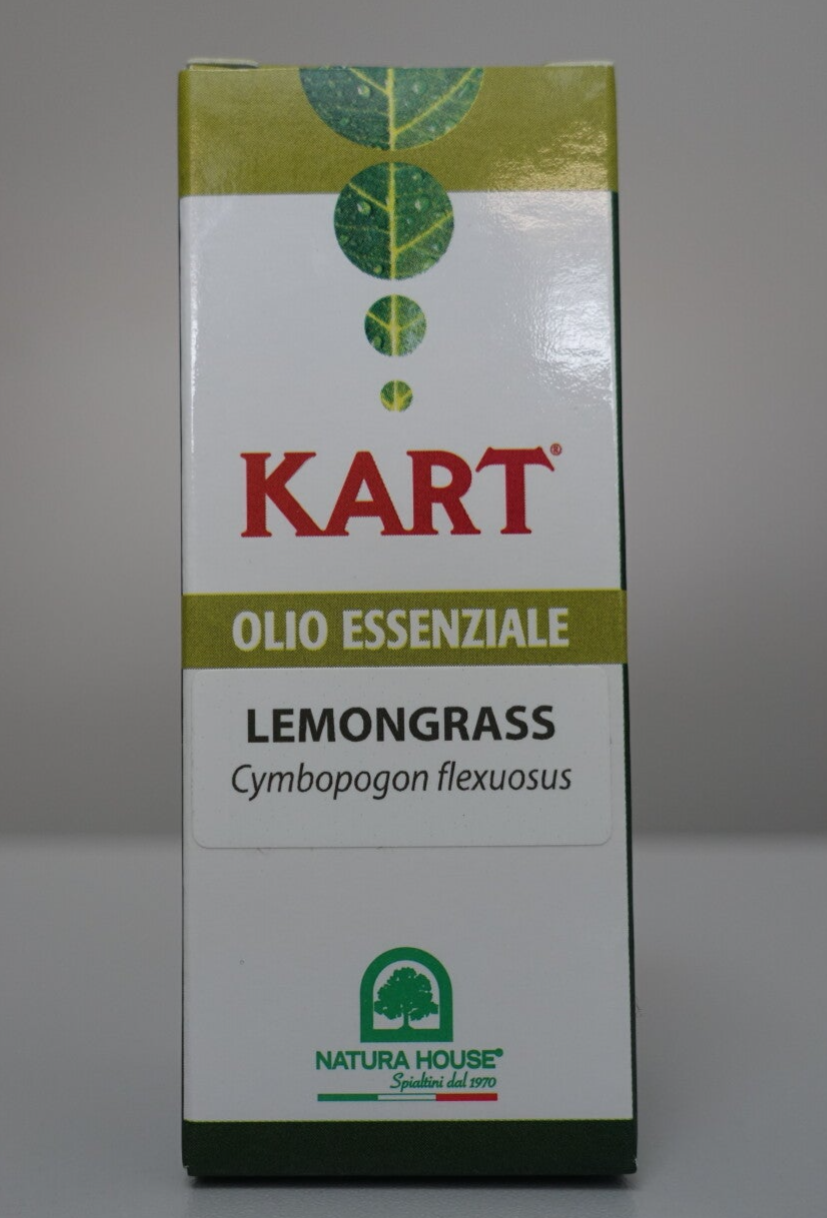 KART®
OLIO ESSENZIALE
LEMONGRASS
Cymbopogon flexuosus
NATURA HOUSE®
Spialtini dal 1970